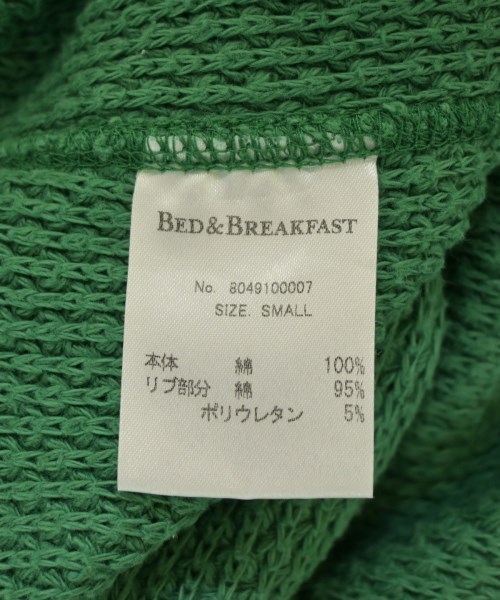 BED&BREAKFAST
No. 8049100007
SIZE. SMALL
本体 綿 100%
リブ部分 綿 95%
ポリウレタン 5%